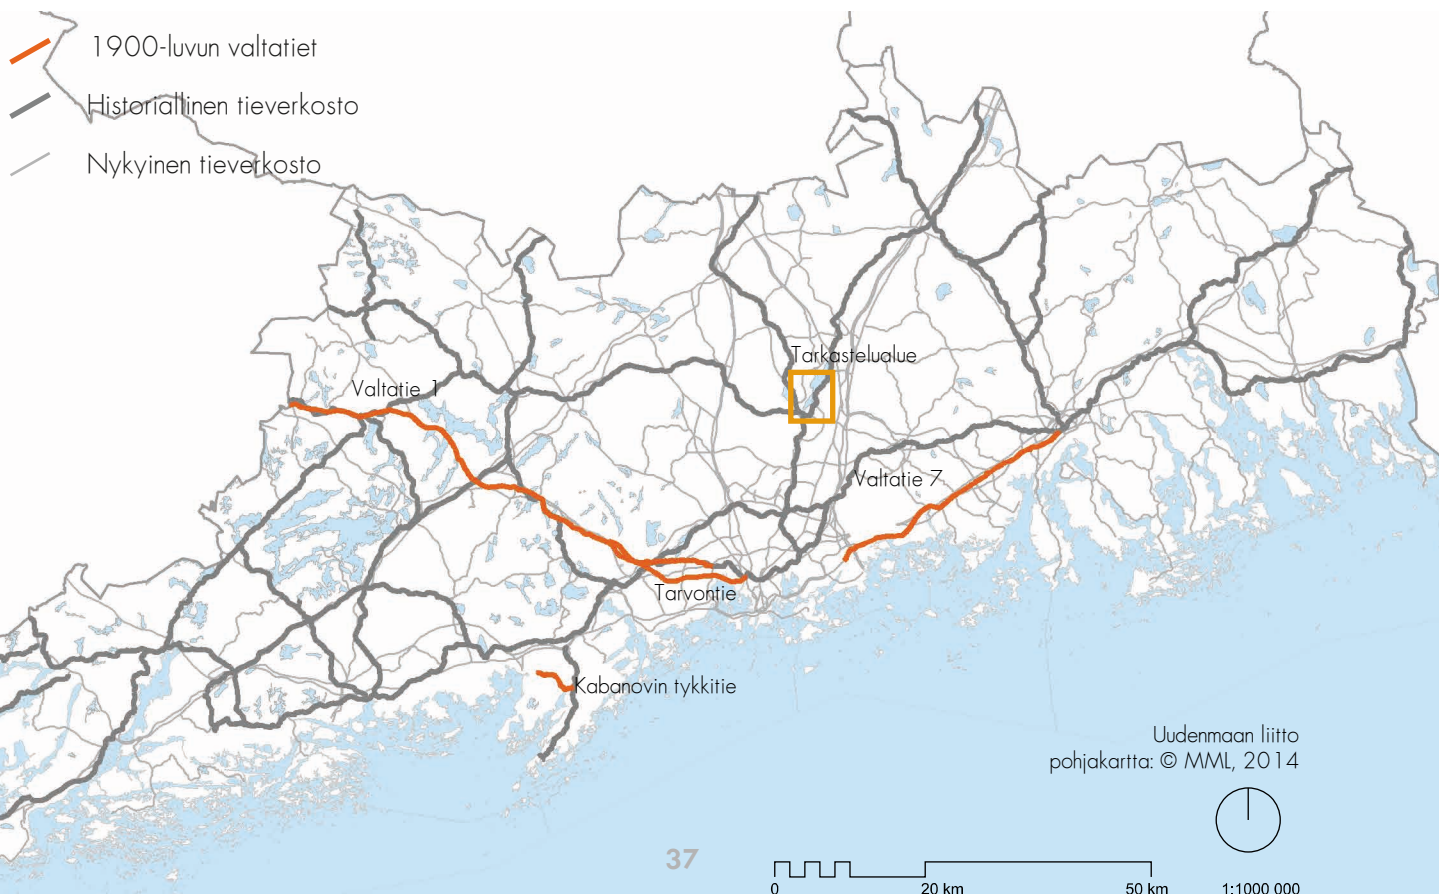 1900-luvun valtatiet
Historiallinen tieverkosto
Nykyinen tieverkosto
Tarkastelualue
Valtatie 1
Valtatie 7
Tarvontie
Kabanovin tykkitie
Uudenmaan liitto
pohjakartta: © MML, 2014
37
0 20 km 50 km 1:1000 000